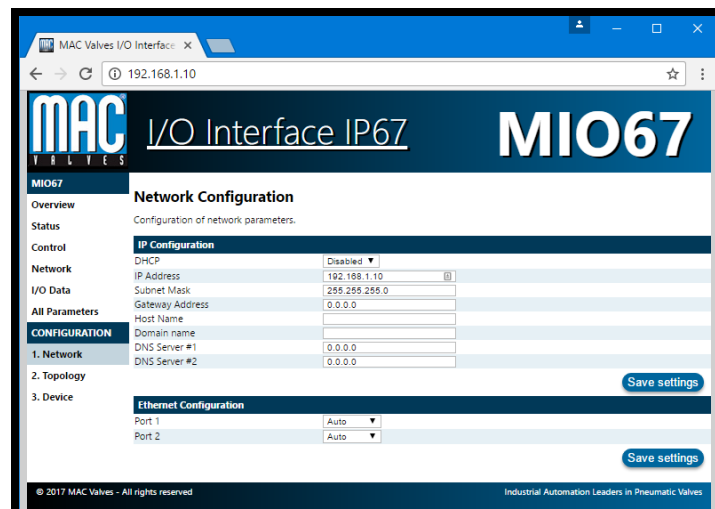 MAC Valves I/O Interface
192.168.1.10
MAC
VALVES
I/O Interface IP67
MIO67
MIO67
Overview
Status
Control
Network
I/O Data
All Parameters
CONFIGURATION
1. Network
2. Topology
3. Device
Network Configuration
Configuration of network parameters.
IP Configuration
DHCP Disabled
IP Address 192.168.1.10
Subnet Mask 255.255.255.0
Gateway Address 0.0.0.0
Host Name
Domain name
DNS Server #1 0.0.0.0
DNS Server #2 0.0.0.0
Save settings
Ethernet Configuration
Port 1 Auto
Port 2 Auto
Save settings
© 2017 MAC Valves - All rights reserved
Industrial Automation Leaders in Pneumatic Valves